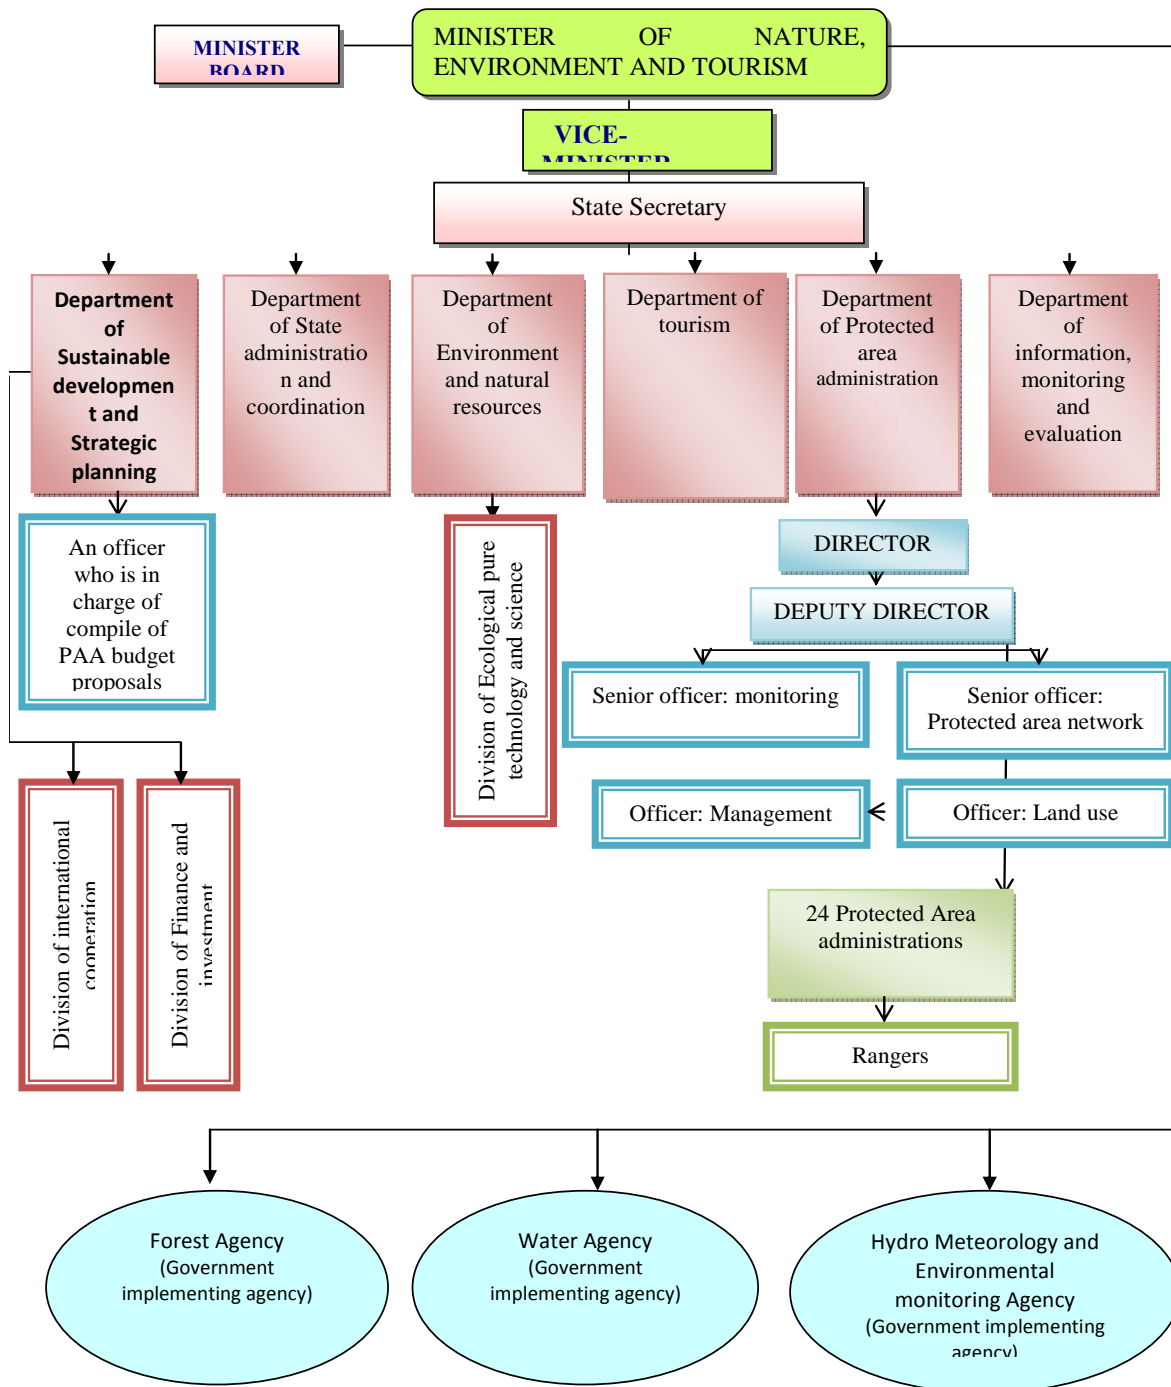 MINISTER OF NATURE,
ENVIRONMENT AND TOURISM
MINISTER
BOARD
VICE-
MINISTER
State Secretary
Department
of
Sustainable
developmen
t and
Strategic
planning
Department
of State
administratio
n and
coordination
Department
of
Environment
and natural
resources
Department of
tourism
Department
of Protected
area
administration
Department
of
information,
monitoring
and
evaluation
An officer
who is in
charge of
compile of
PAA budget
proposals
Division of Ecological pure
technology and science
DIRECTOR
DEPUTY DIRECTOR
Senior officer: monitoring
Senior officer:
Protected area network
Officer: Management
Officer: Land use
Division of international
cooperation
Division of Finance and
investment
24 Protected Area
administrations
Rangers
Forest Agency
(Government
implementing agency)
Water Agency
(Government
implementing agency)
Hydro Meteorology and
Environmental
monitoring Agency
(Government implementing
agency)